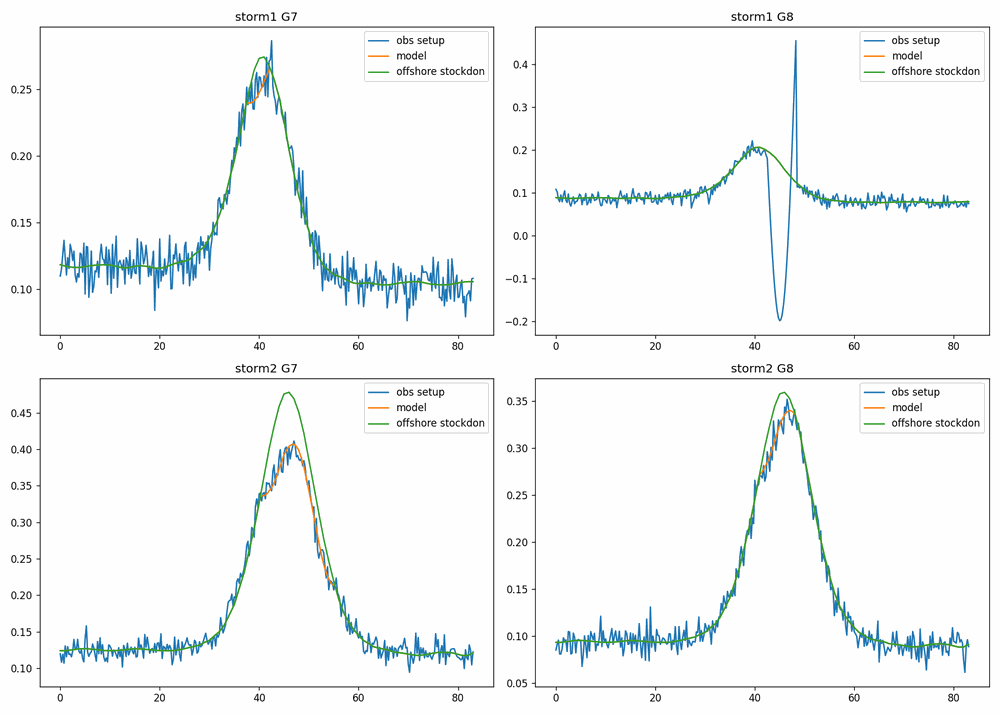 storm1 G7
obs setup
model
offshore stockdon
0.25
0.20
0.15
0.10
0 20 40 60 80
storm1 G8
obs setup
model
offshore stockdon
0.4
0.3
0.2
0.1
0.0
−0.1
−0.2
0 20 40 60 80
storm2 G7
obs setup
model
offshore stockdon
0.45
0.40
0.35
0.30
0.25
0.20
0.15
0.10
0 20 40 60 80
storm2 G8
obs setup
model
offshore stockdon
0.35
0.30
0.25
0.20
0.15
0.10
0.05
0 20 40 60 80